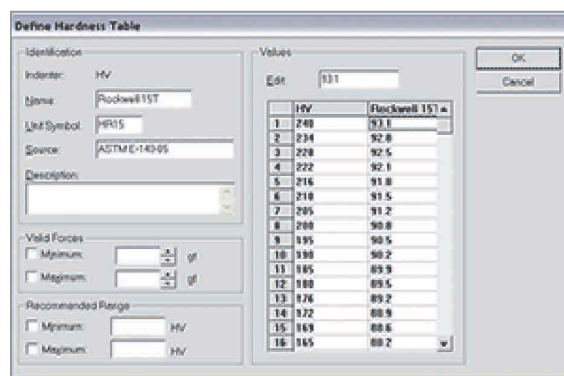 Define Hardness Table
Identification
Indenter: HV
Name: Rockwell 15T
Unit Symbol: HR15
Source: ASTM E-140-05
Description:
Valid Forces
Minimum: gf
Maximum: gf
Recommended Range
Minimum: HV
Maximum: HV
Values
Edit: 93.1
HV Rockwell 15T
1 240 93.1
2 234 92.8
3 228 92.5
4 222 92.1
5 216 91.8
6 210 91.5
7 205 91.2
8 200 90.8
9 195 90.5
10 190 90.2
11 185 89.9
12 180 89.5
13 176 89.2
14 172 88.9
15 169 88.6
16 165 88.2
OK
Cancel